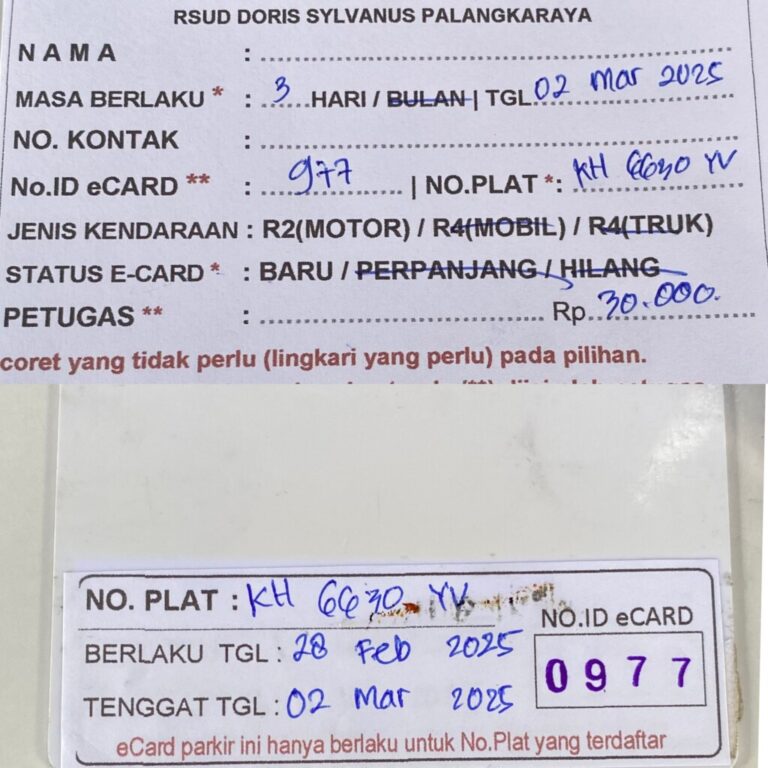 RSUD DORIS SYLVANUS PALANGKARAYA
NAMA :
MASA BERLAKU * : 3 HARI / BULAN | TGL 02 Mar 2025
NO. KONTAK :
No.ID eCARD ** : 977 | NO.PLAT *: KH 6630 YV
JENIS KENDARAAN : R2(MOTOR) / R4(MOBIL) / R4(TRUK)
STATUS E-CARD * : BARU / PERPANJANG / HILANG
PETUGAS ** : Rp. 30.000.
coret yang tidak perlu (lingkari yang perlu) pada pilihan.
NO. PLAT : KH 6630 YV
NO.ID eCARD
BERLAKU TGL : 28 Feb 2025
0977
TENGGAT TGL : 02 Mar 2025
eCard parkir ini hanya berlaku untuk No.Plat yang terdaftar